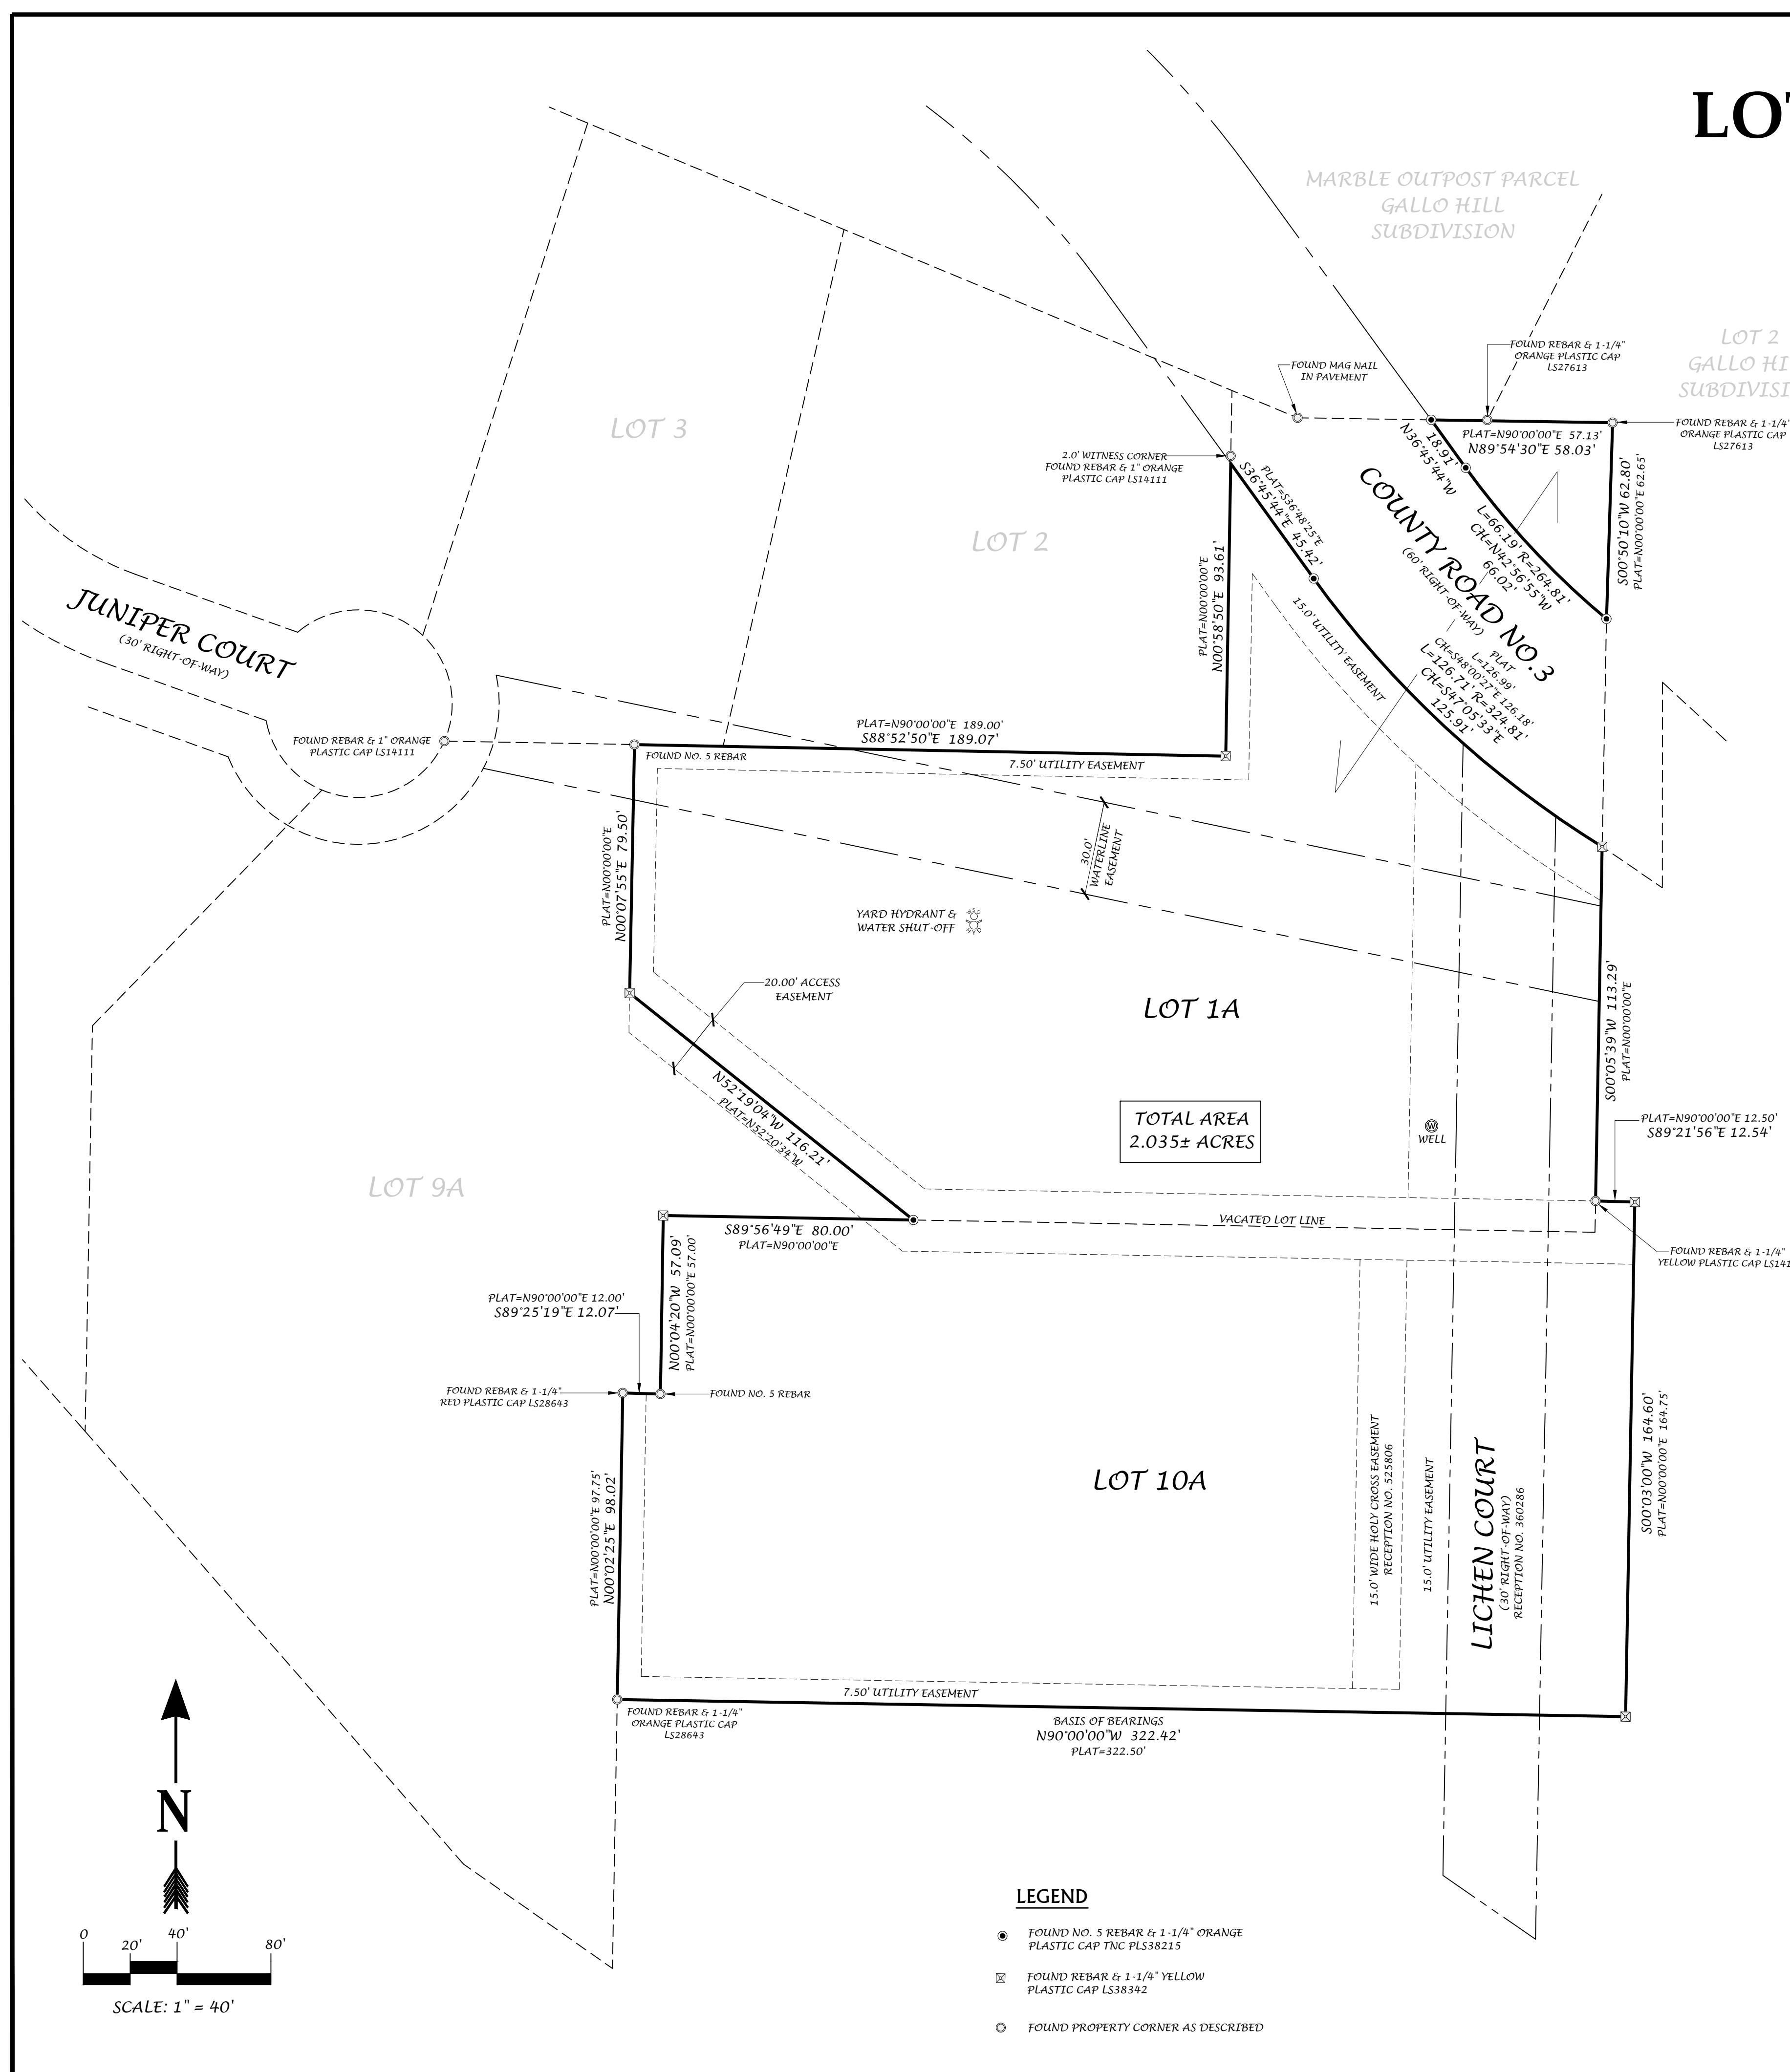 LOT
MARBLE OUTPOST PARCEL
GALLO HILL
SUBDIVISION
LOT 2
GALLO HI
SUBDIVISI
FOUND REBAR & 1-1/4"
ORANGE PLASTIC CAP
LS27613
FOUND MAG NAIL
IN PAVEMENT
FOUND REBAR & 1-1/4"
ORANGE PLASTIC CAP
LS27613
PLAT=N90°00'00"E 57.13'
N89°54'30"E 58.03'
18.91'
N36°45'44"W
S00°50'10"W 62.80'
PLAT=N00°00'00"E 62.65'
L=66.19' R=264.81'
CH=N42°56'55"W
66.02'
COUNTY ROAD NO.3
(60' RIGHT-OF-WAY)
PLAT
L=126.99'
CH=S48°00'27"E 126.18'
L=126.71' R=324.81'
CH=S47°05'33"E
125.91'
LOT 3
2.0' WITNESS CORNER
FOUND REBAR & 1" ORANGE
PLASTIC CAP LS14111
PLAT=S36°48'25"E
S36°45'44"E 45.42'
LOT 2
PLAT=N00°00'00"E
N00°58'50"E 93.61'
15.0' UTILITY EASEMENT
JUNIPER COURT
(30' RIGHT-OF-WAY)
FOUND REBAR & 1" ORANGE
PLASTIC CAP LS14111
PLAT=N90°00'00"E 189.00'
S88°52'50"E 189.07'
FOUND NO. 5 REBAR
7.50' UTILITY EASEMENT
PLAT=N00°00'00"E
N00°07'55"E 79.50'
30.0'
WATERLINE
EASEMENT
YARD HYDRANT &
WATER SHUT-OFF
20.00' ACCESS
EASEMENT
LOT 1A
S00°05'39"W 113.29'
PLAT=N00°00'00"E
N52°19'04"W 116.21'
PLAT=N52°20'34"W
TOTAL AREA
2.035± ACRES
W
WELL
PLAT=N90°00'00"E 12.50'
S89°21'56"E 12.54'
LOT 9A
VACATED LOT LINE
S89°56'49"E 80.00'
PLAT=N90°00'00"E
FOUND REBAR & 1-1/4"
YELLOW PLASTIC CAP LS141
N00°04'20"W 57.09'
PLAT=N00°00'00"E 57.00'
PLAT=N90°00'00"E 12.00'
S89°25'19"E 12.07'
FOUND REBAR & 1-1/4"
RED PLASTIC CAP LS28643
FOUND NO. 5 REBAR
LOT 10A
PLAT=N00°00'00"E 97.75'
N00°02'25"E 98.02'
15.0' WIDE HOLY CROSS EASEMENT
RECEPTION NO. 525806
15.0' UTILITY EASEMENT
LICHEN COURT
(30' RIGHT-OF-WAY)
RECEPTION NO. 360286
S00°03'00"W 164.60'
PLAT=N00°00'00"E 164.75'
7.50' UTILITY EASEMENT
FOUND REBAR & 1-1/4"
ORANGE PLASTIC CAP
LS28643
BASIS OF BEARINGS
N90°00'00"W 322.42'
PLAT=322.50'
N
0 20' 40' 80'
SCALE: 1" = 40'
LEGEND
FOUND NO. 5 REBAR & 1-1/4" ORANGE
PLASTIC CAP TNC PLS38215
FOUND REBAR & 1-1/4" YELLOW
PLASTIC CAP LS38342
FOUND PROPERTY CORNER AS DESCRIBED